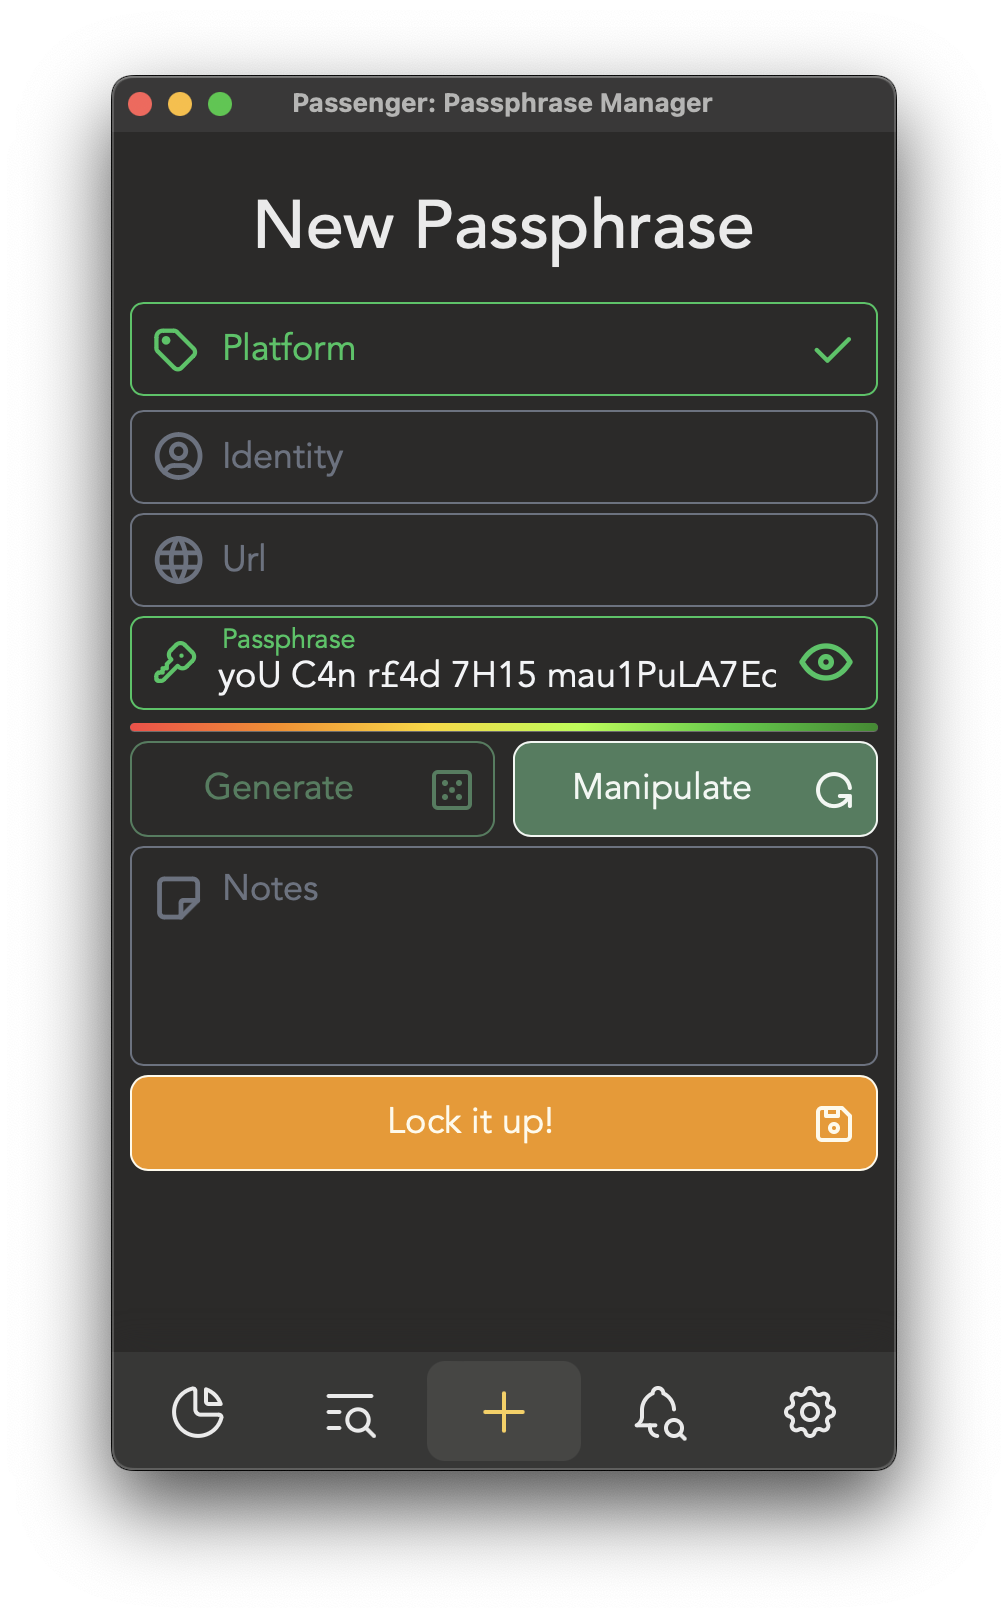 Passenger: Passphrase Manager
New Passphrase
Platform
Identity
Url
Passphrase
yoU C4n r£4d 7H15 mau1PuLA7Ec
Generate
Manipulate
Notes
Lock it up!